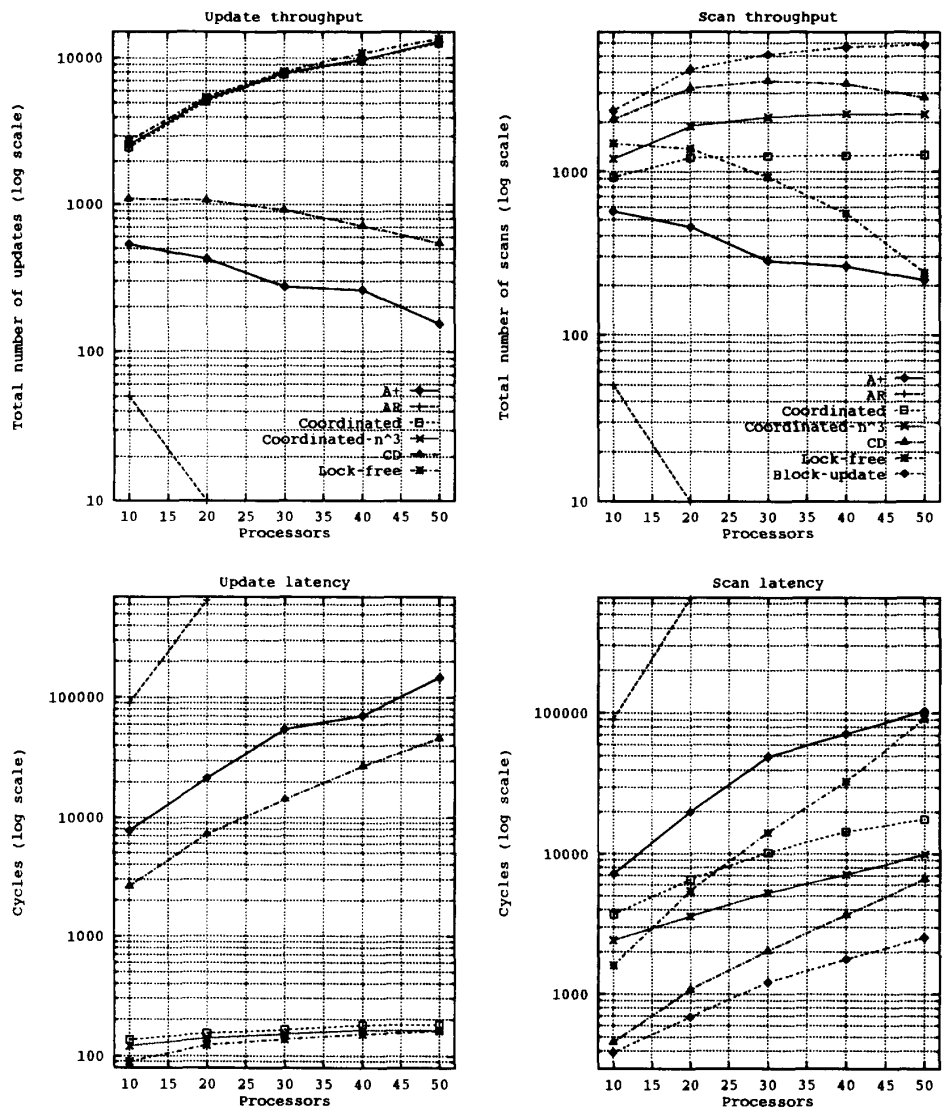 Update throughput
Total number of updates (log scale)
10000
1000
100
10
A+
AR
Coordinated
Coordinated-n^3
CD
Lock-free
10 15 20 25 30 35 40 45 50
Processors
Scan throughput
Total number of scans (log scale)
1000
100
10
A+
AR
Coordinated
Coordinated-n^3
CD
Lock-free
Block-update
10 15 20 25 30 35 40 45 50
Processors
Update latency
Cycles (log scale)
100000
10000
1000
100
10 15 20 25 30 35 40 45 50
Processors
Scan latency
Cycles (log scale)
100000
10000
1000
10 15 20 25 30 35 40 45 50
Processors